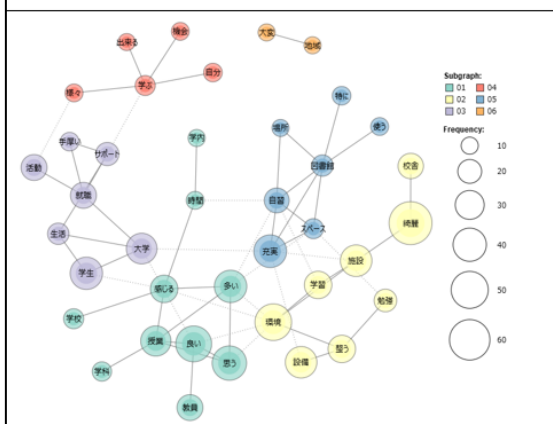 大変
地域
機会
出来る
自分
学ぶ
様々
手厚い
サポート
活動
就職
生活
大学
学生
学内
時間
場所
特に
使う
図書館
自習
スペース
充実
校舎
綺麗
施設
学習
勉強
環境
設備
整う
感じる
多い
学校
授業
良い
思う
学科
教員
Subgraph:
01 04
02 05
03 06
Frequency:
10
20
30
40
50
60